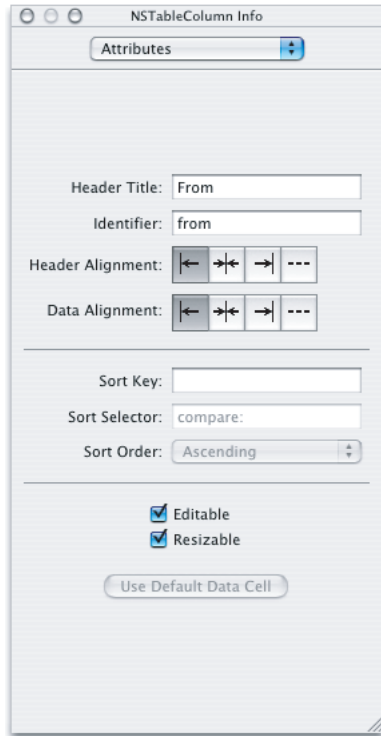 NSTableColumn Info
Attributes
Header Title: From
Identifier: from
Header Alignment:
Data Alignment:
Sort Key:
Sort Selector: compare:
Sort Order: Ascending
Editable
Resizable
Use Default Data Cell